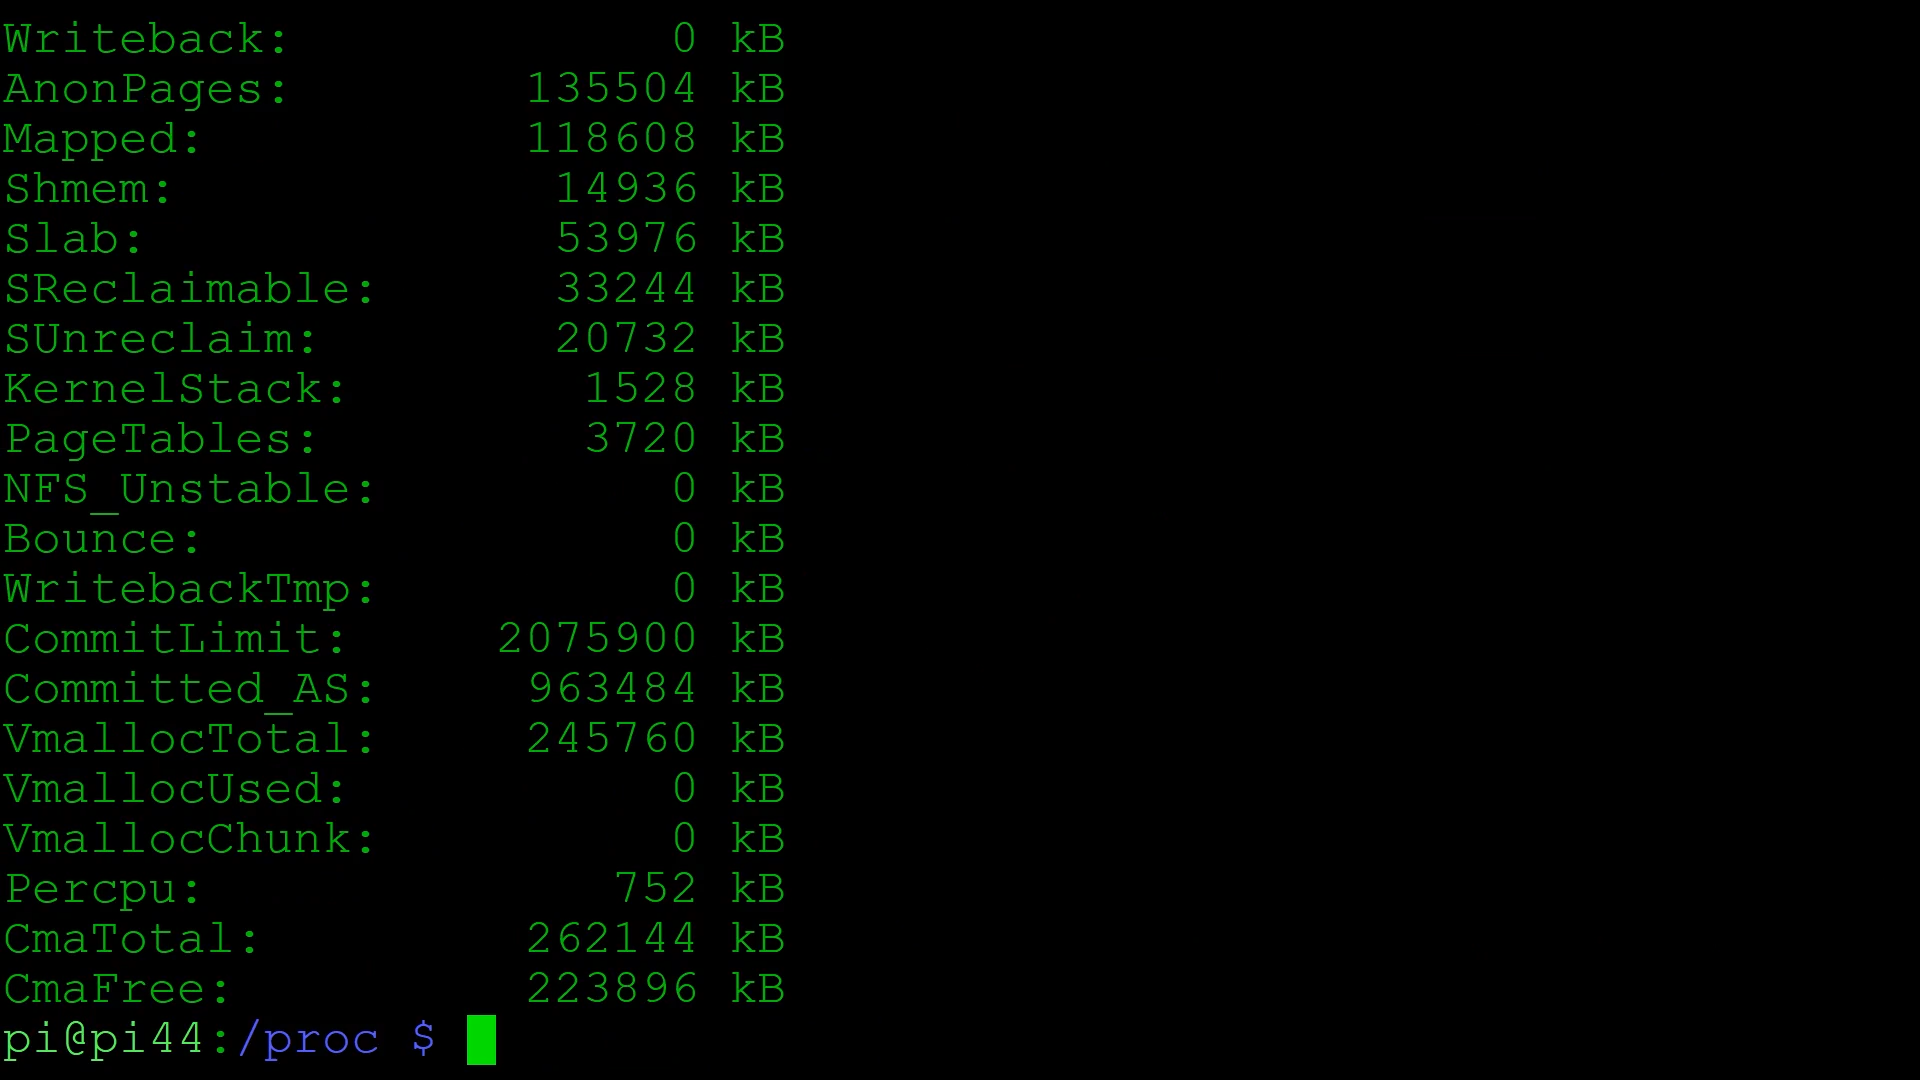 Writeback: 0 kB
AnonPages: 135504 kB
Mapped: 118608 kB
Shmem: 14936 kB
Slab: 53976 kB
SReclaimable: 33244 kB
SUnreclaim: 20732 kB
KernelStack: 1528 kB
PageTables: 3720 kB
NFS_Unstable: 0 kB
Bounce: 0 kB
WritebackTmp: 0 kB
CommitLimit: 2075900 kB
Committed_AS: 963484 kB
VmallocTotal: 245760 kB
VmallocUsed: 0 kB
VmallocChunk: 0 kB
Percpu: 752 kB
CmaTotal: 262144 kB
CmaFree: 223896 kB
pi@pi44:/proc $